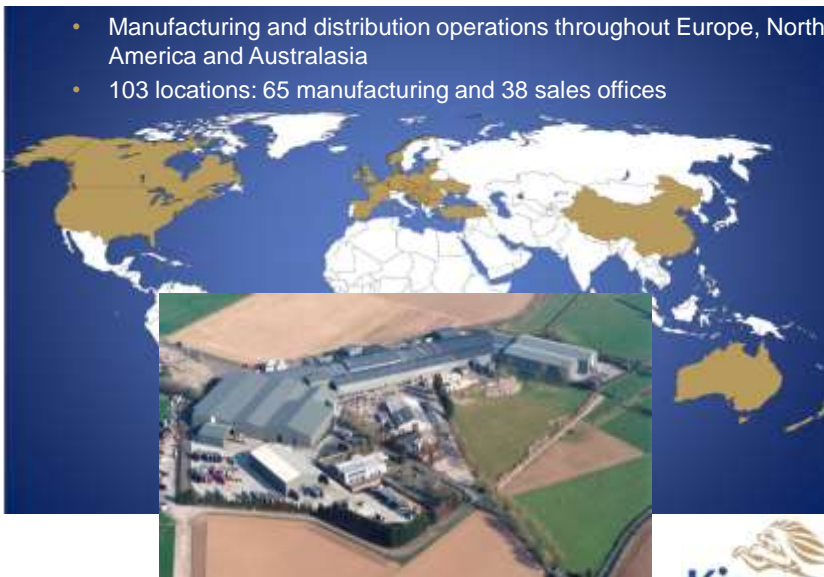 • Manufacturing and distribution operations throughout Europe, North
America and Australasia
• 103 locations: 65 manufacturing and 38 sales offices